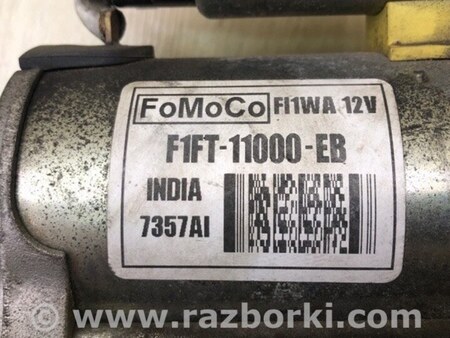 FoMoCo FI1WA 12V
F1FT-11000-EB
INDIA
7357AI
www.razborki.com